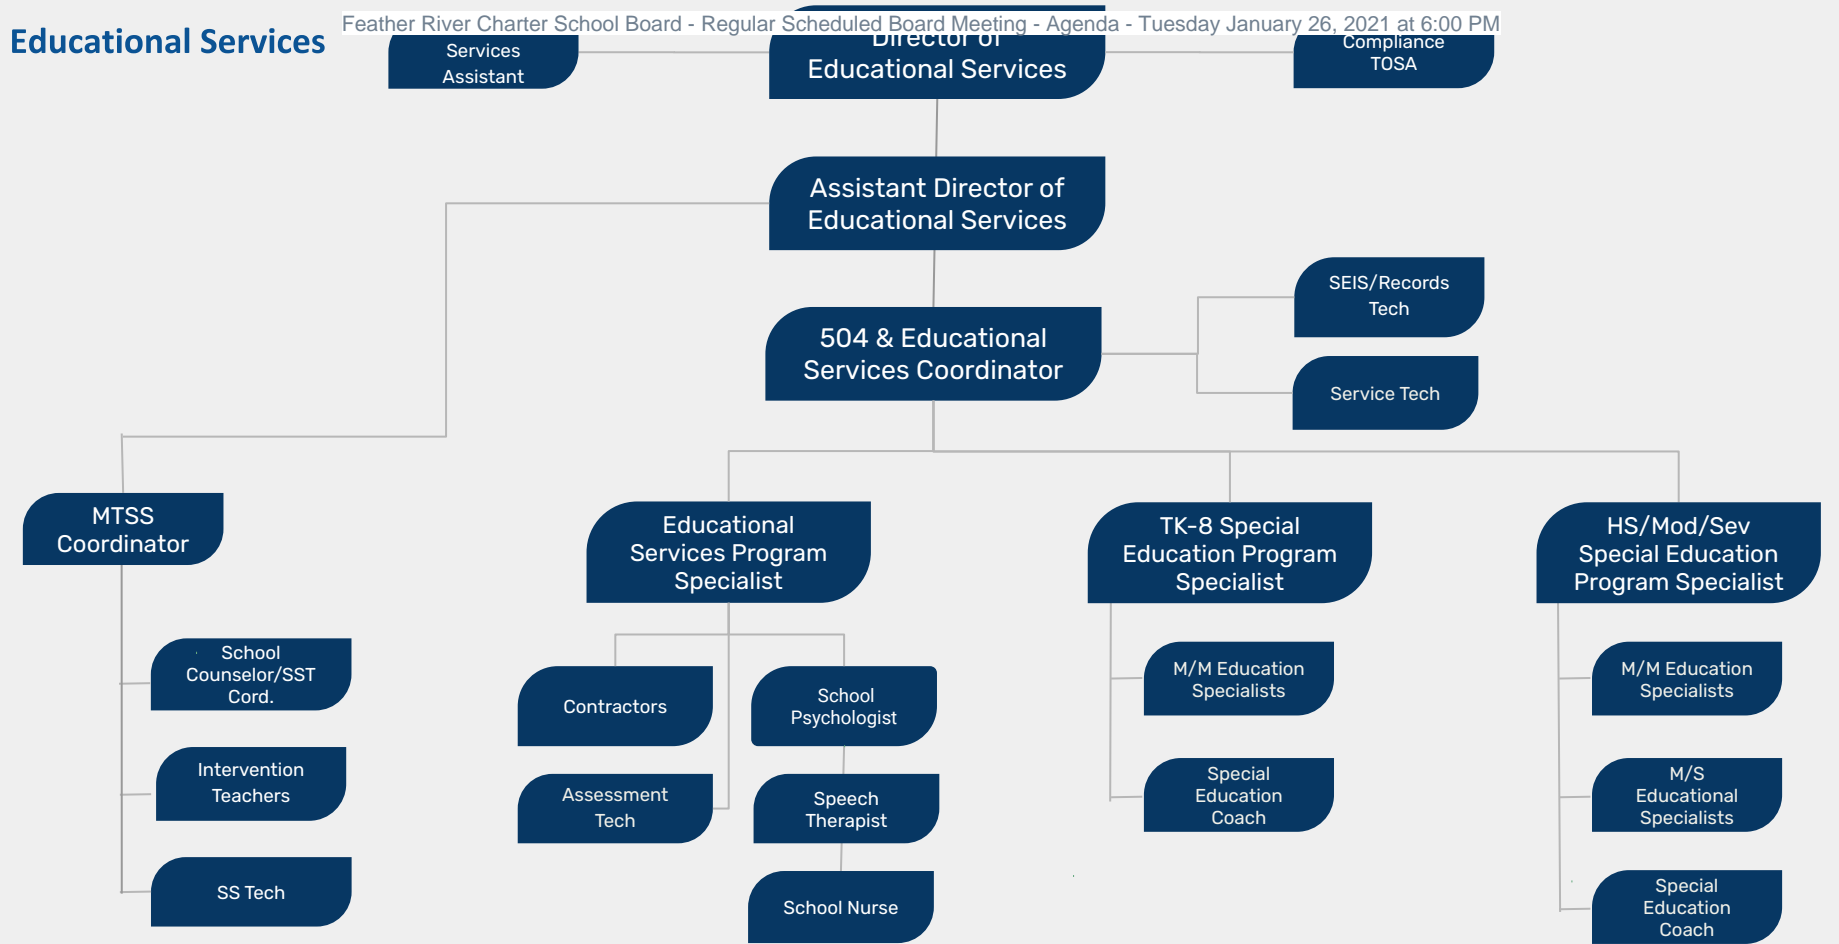 Feather River Charter School Board - Regular Scheduled Board Meeting - Agenda - Tuesday January 26, 2021 at 6:00 PM
Educational Services
Services
Assistant
Director of
Educational Services
Compliance
TOSA
Assistant Director of
Educational Services
504 & Educational
Services Coordinator
SEIS/Records
Tech
Service Tech
MTSS
Coordinator
Educational
Services Program
Specialist
TK-8 Special
Education Program
Specialist
HS/Mod/Sev
Special Education
Program Specialist
School
Counselor/SST
Cord.
Intervention
Teachers
SS Tech
Contractors
Assessment
Tech
School
Psychologist
Speech
Therapist
School Nurse
M/M Education
Specialists
Special
Education
Coach
M/M Education
Specialists
M/S
Educational
Specialists
Special
Education
Coach